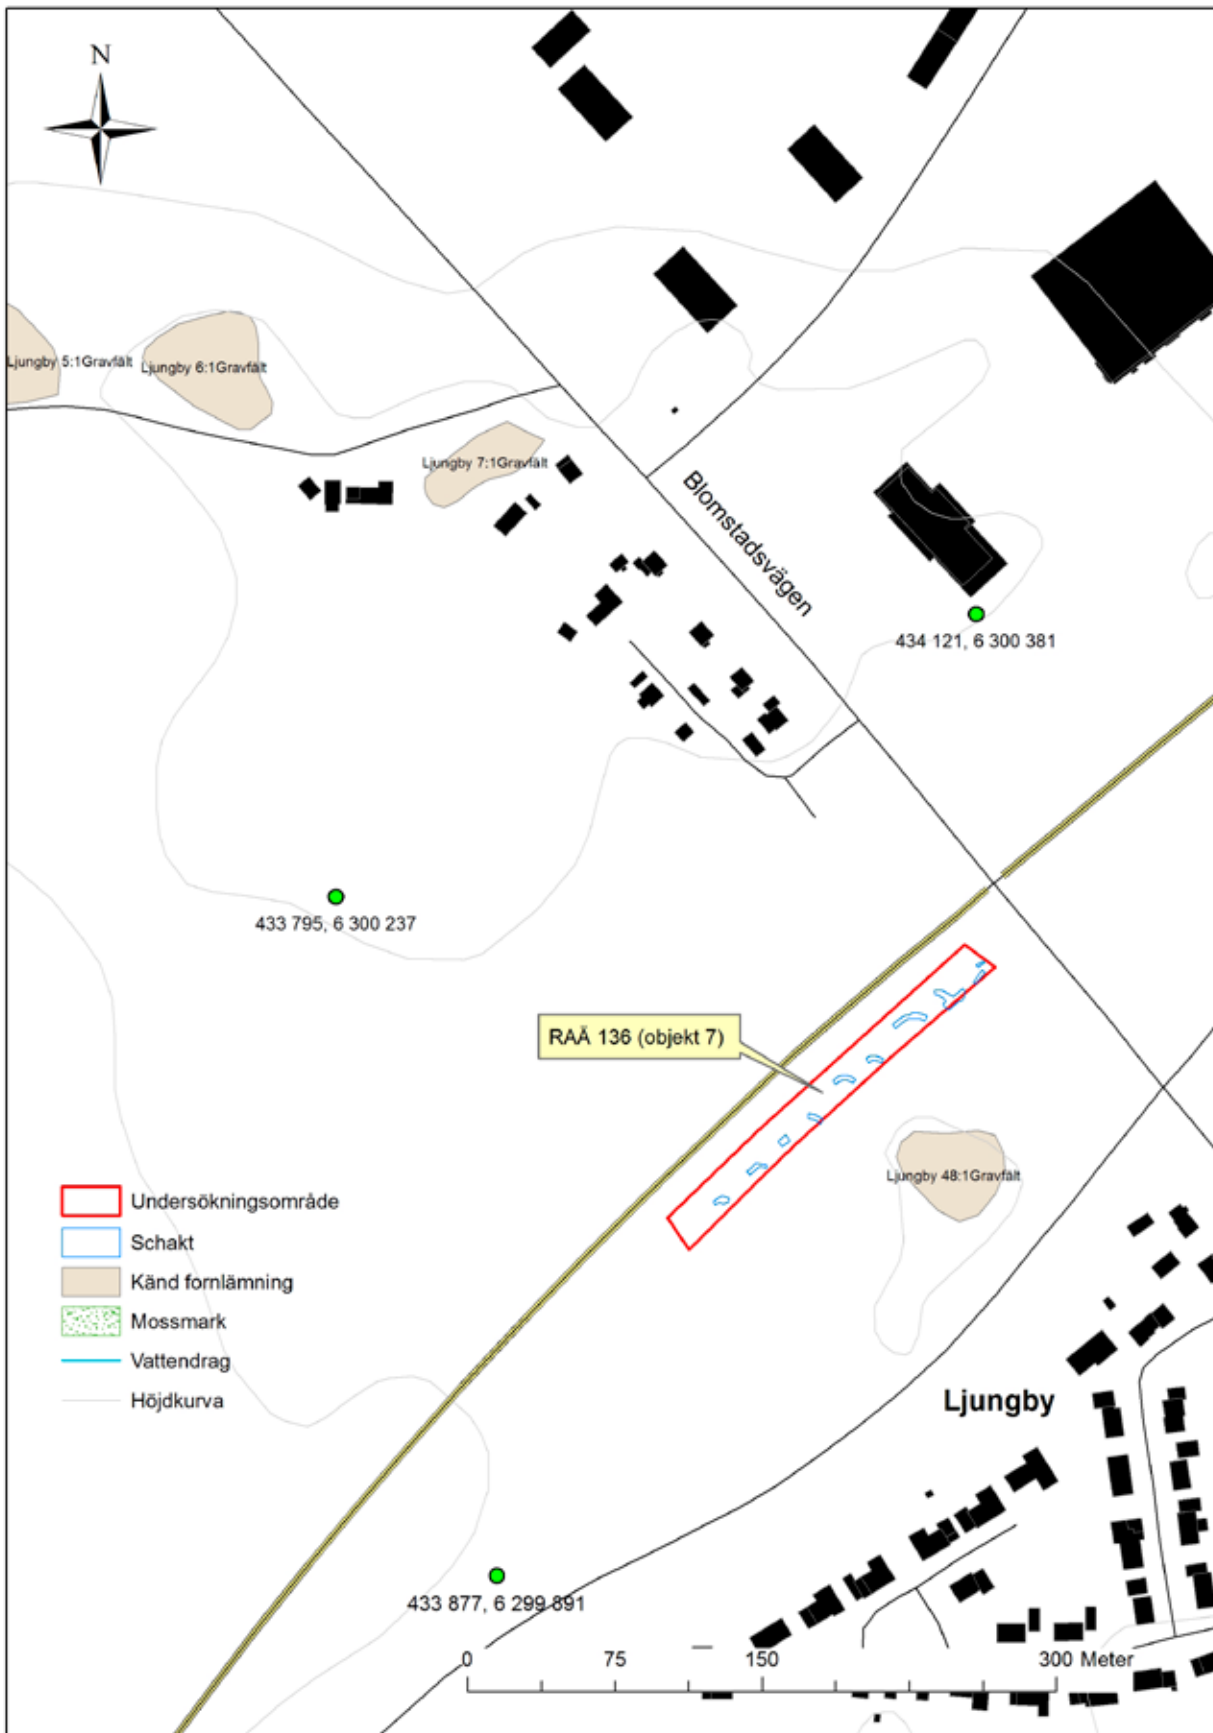 N
Ljungby 5:1Gravfält
Ljungby 6:1Gravfält
Ljungby 7:1Gravfält
Blomstadsvägen
434 121, 6 300 381
433 795, 6 300 237
RAÄ 136 (objekt 7)
Ljungby 48:1Gravfält
Undersökningsområde
Schakt
Känd fornlämning
Mossmark
Vattendrag
Höjdkurva
Ljungby
433 877, 6 299 891
0 75 150 300 Meter